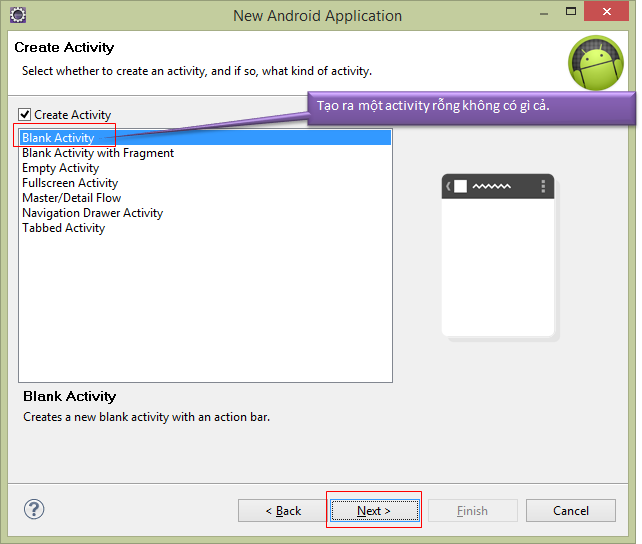 New Android Application
Create Activity
Select whether to create an activity, and if so, what kind of activity.
Tạo ra một activity rỗng không có gì cả.
Create Activity
Blank Activity
Blank Activity with Fragment
Empty Activity
Fullscreen Activity
Master/Detail Flow
Navigation Drawer Activity
Tabbed Activity
Blank Activity
Creates a new blank activity with an action bar.
?
< Back
Next >
Finish
Cancel